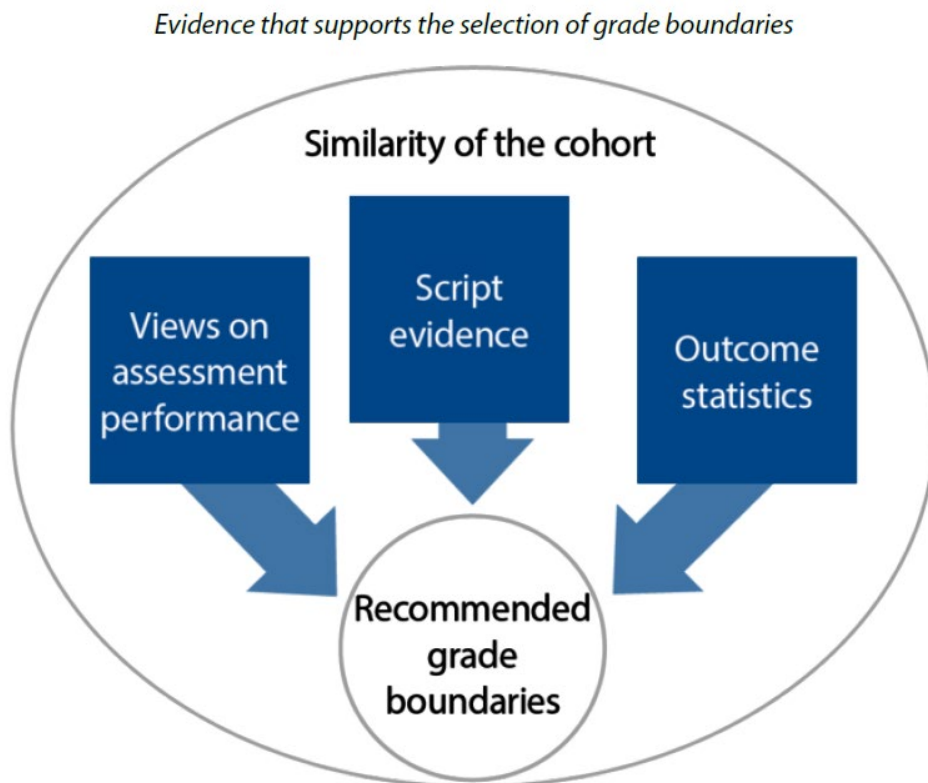 Evidence that supports the selection of grade boundaries
Similarity of the cohort
Views on
assessment
performance
Script
evidence
Outcome
statistics
Recommended
grade
boundaries